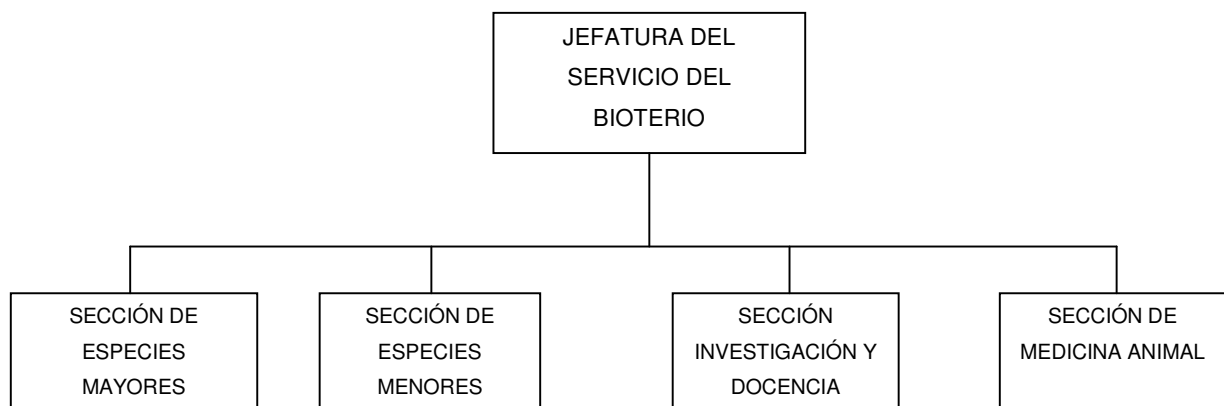 JEFATURA DEL
SERVICIO DEL
BIOTERIO
SECCIÓN DE
ESPECIES
MAYORES
SECCIÓN DE
ESPECIES
MENORES
SECCIÓN
INVESTIGACIÓN Y
DOCENCIA
SECCIÓN DE
MEDICINA ANIMAL